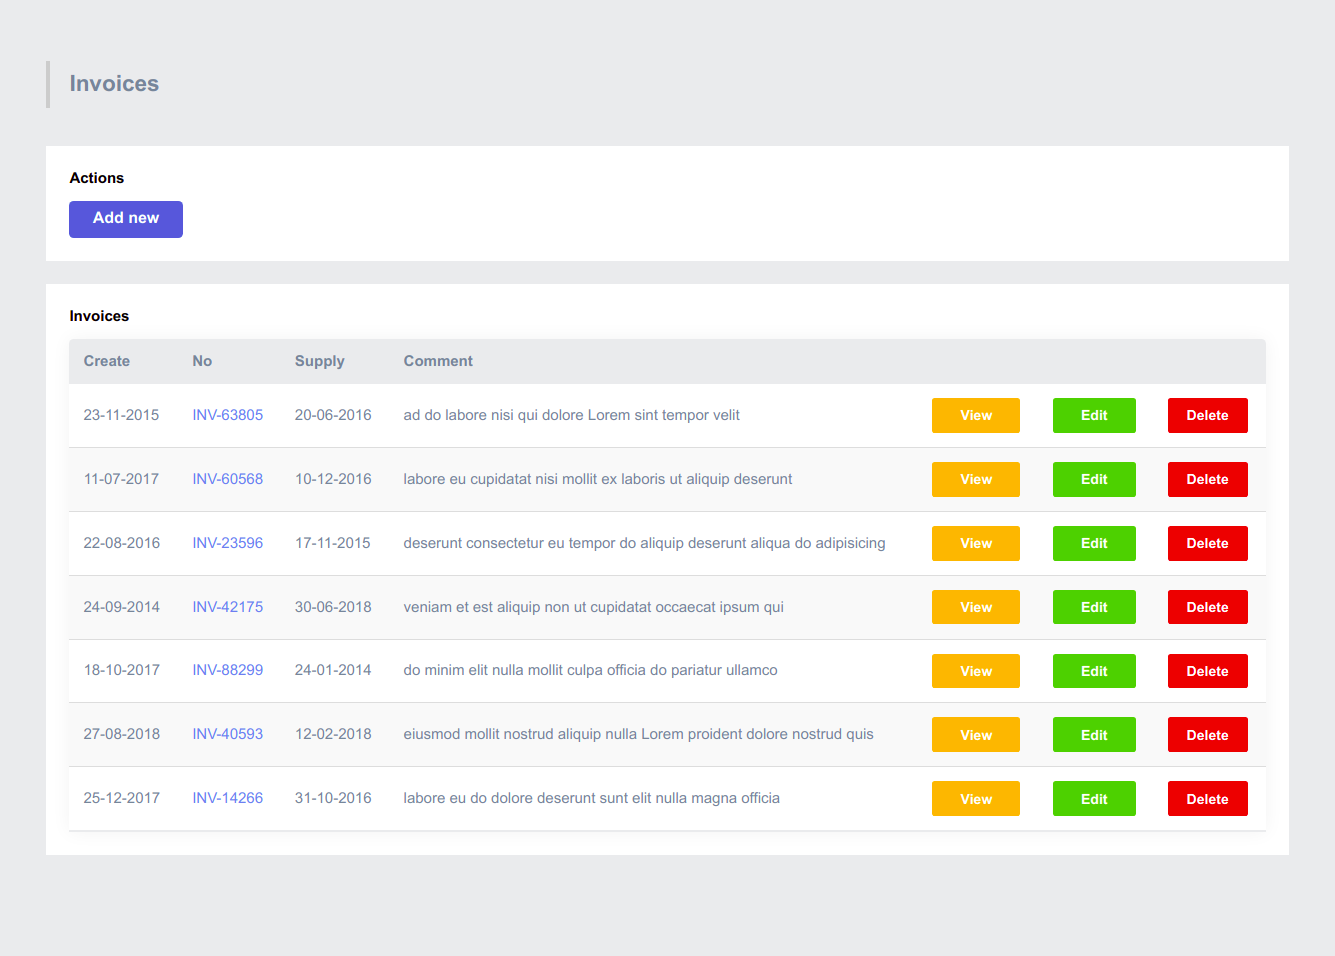 Invoices
Actions
Add new
Invoices
Create No Supply Comment
23-11-2015 INV-63805 20-06-2016 ad do labore nisi qui dolore Lorem sint tempor velit View Edit Delete
11-07-2017 INV-60568 10-12-2016 labore eu cupidatat nisi mollit ex laboris ut aliquip deserunt View Edit Delete
22-08-2016 INV-23596 17-11-2015 deserunt consectetur eu tempor do aliquip deserunt aliqua do adipisicing View Edit Delete
24-09-2014 INV-42175 30-06-2018 veniam et est aliquip non ut cupidatat occaecat ipsum qui View Edit Delete
18-10-2017 INV-88299 24-01-2014 do minim elit nulla mollit culpa officia do pariatur ullamco View Edit Delete
27-08-2018 INV-40593 12-02-2018 eiusmod mollit nostrud aliquip nulla Lorem proident dolore nostrud quis View Edit Delete
25-12-2017 INV-14266 31-10-2016 labore eu do dolore deserunt sunt elit nulla magna officia View Edit Delete